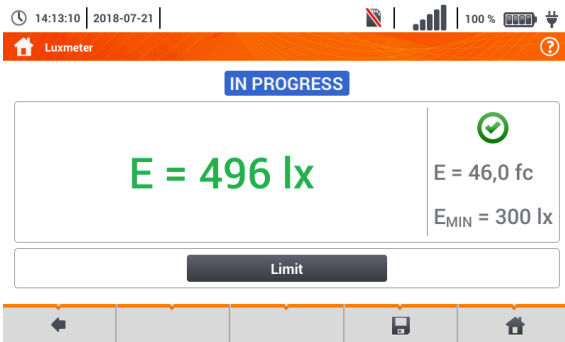 14:13:10 2018-07-21 100 %
Luxmeter ?
IN PROGRESS
E = 496 lx
E = 46,0 fc
EMIN = 300 lx
Limit